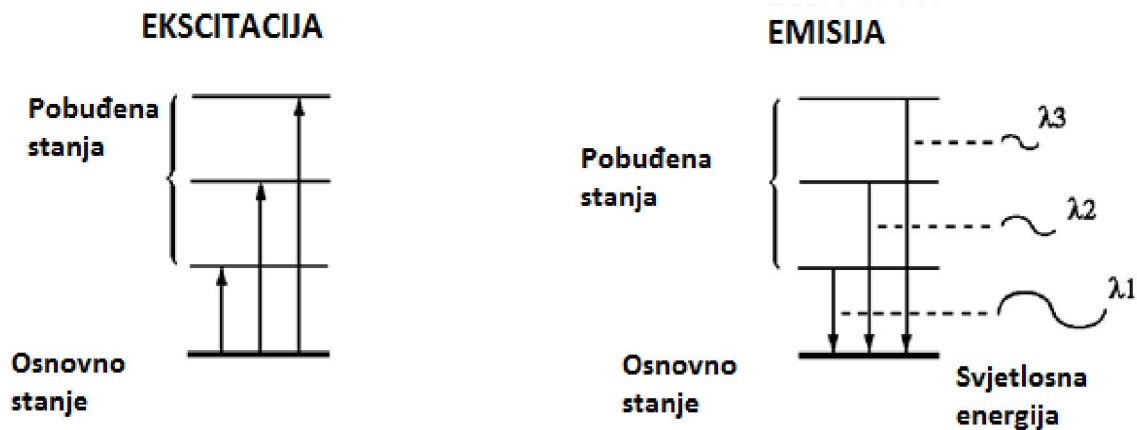 EKSCITACIJA
Pobuđena
stanja
Osnovno
stanje
EMISIJA
Pobuđena
stanja
λ3
λ2
λ1
Osnovno
stanje
Svjetlosna
energija